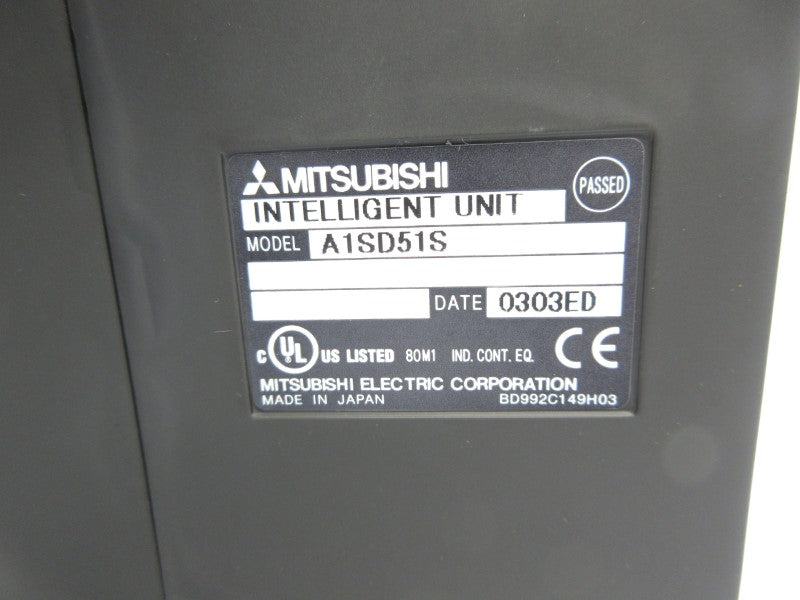 MITSUBISHI
PASSED
INTELLIGENT UNIT
MODEL A1SD51S
DATE 0303ED
C UL US LISTED 80M1 IND. CONT. EQ. CE
MITSUBISHI ELECTRIC CORPORATION
MADE IN JAPAN BD992C149H03